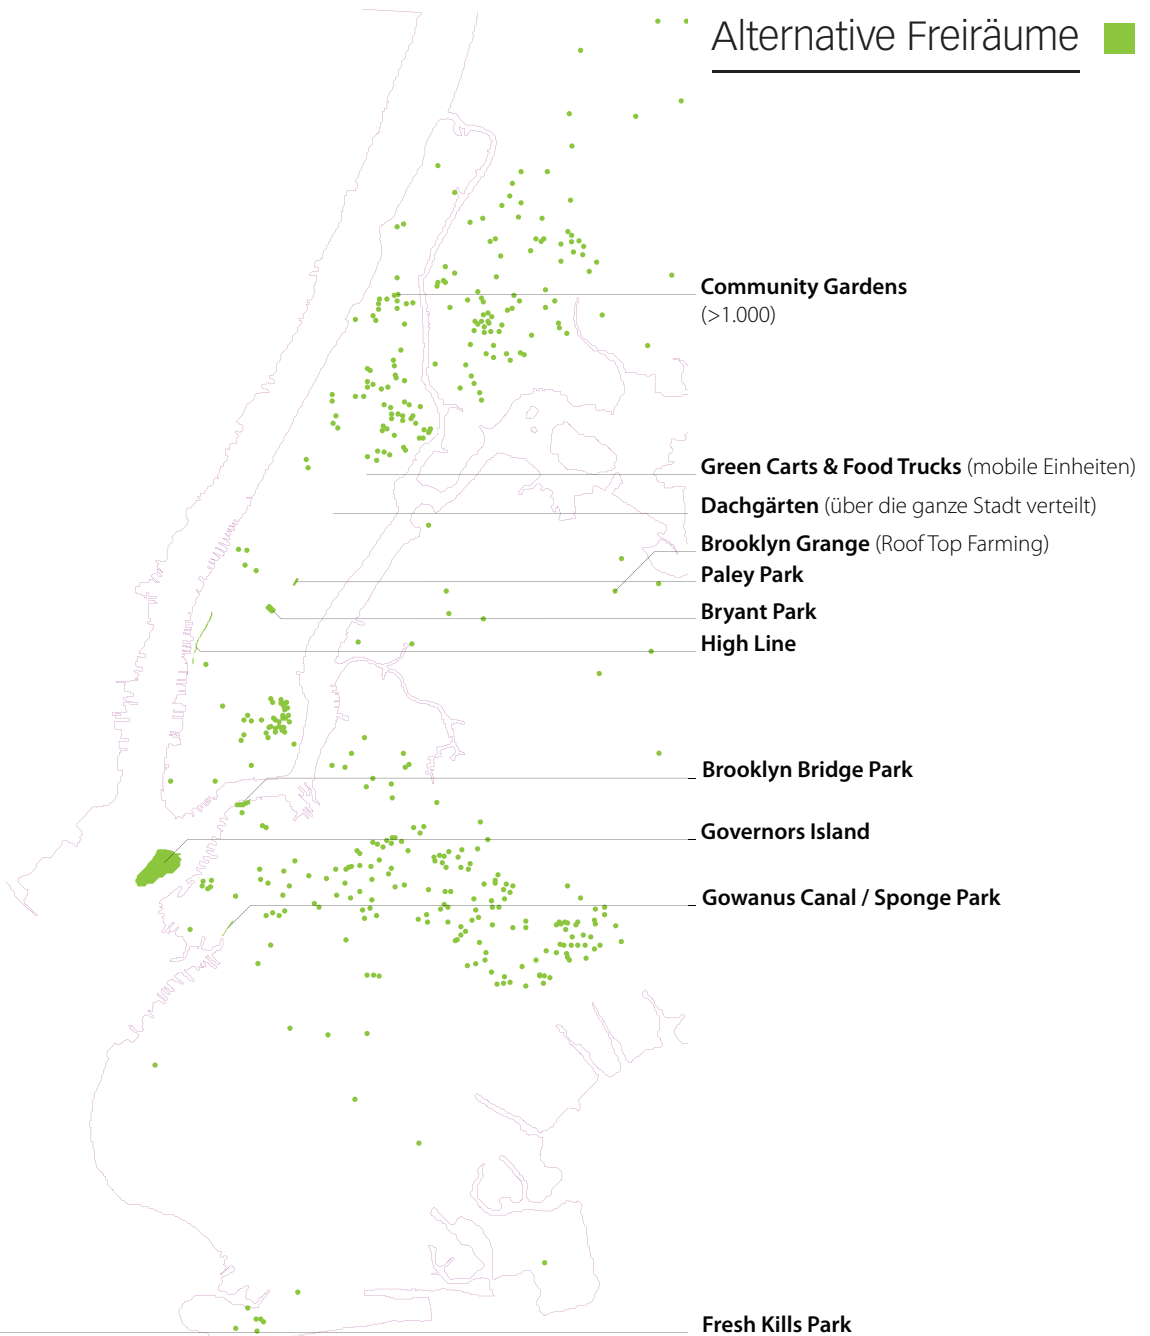 Alternative Freiräume
Community Gardens
(>1.000)
Green Carts & Food Trucks (mobile Einheiten)
Dachgärten (über die ganze Stadt verteilt)
Brooklyn Grange (Roof Top Farming)
Paley Park
Bryant Park
High Line
Brooklyn Bridge Park
Governors Island
Gowanus Canal / Sponge Park
Fresh Kills Park